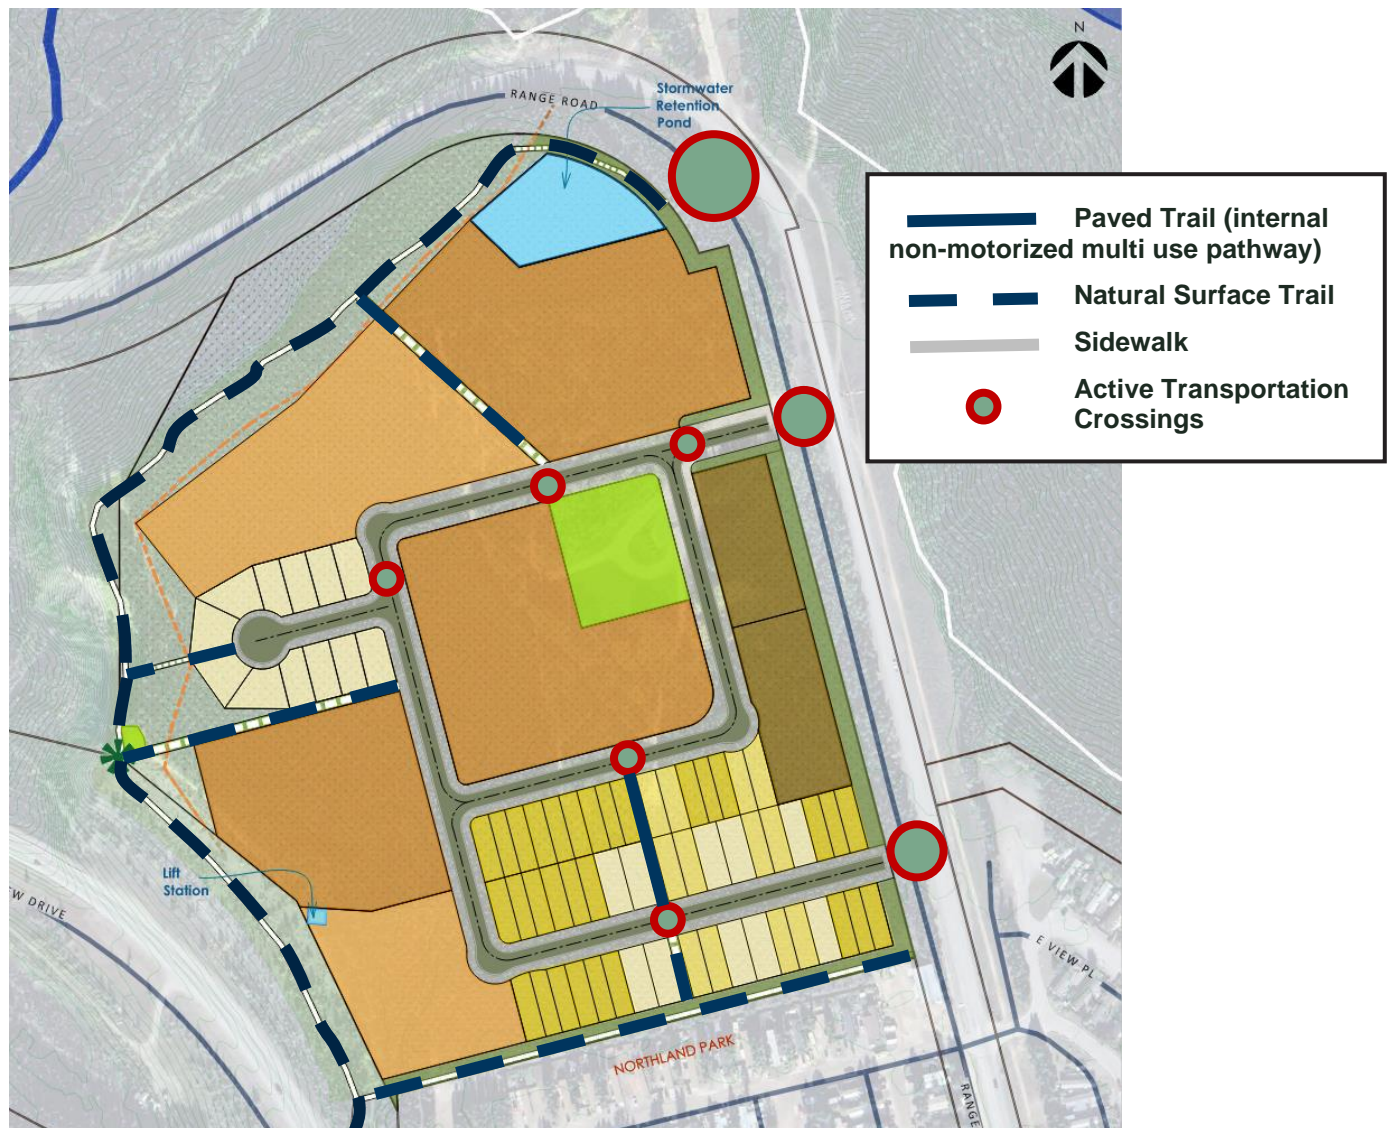 N
RANGE ROAD
Stormwater
Retention
Pond
Paved Trail (internal
non-motorized multi use pathway)
Natural Surface Trail
Sidewalk
Active Transportation
Crossings
Lift
Station
W DRIVE
E VIEW PL
NORTHLAND PARK
RANGE